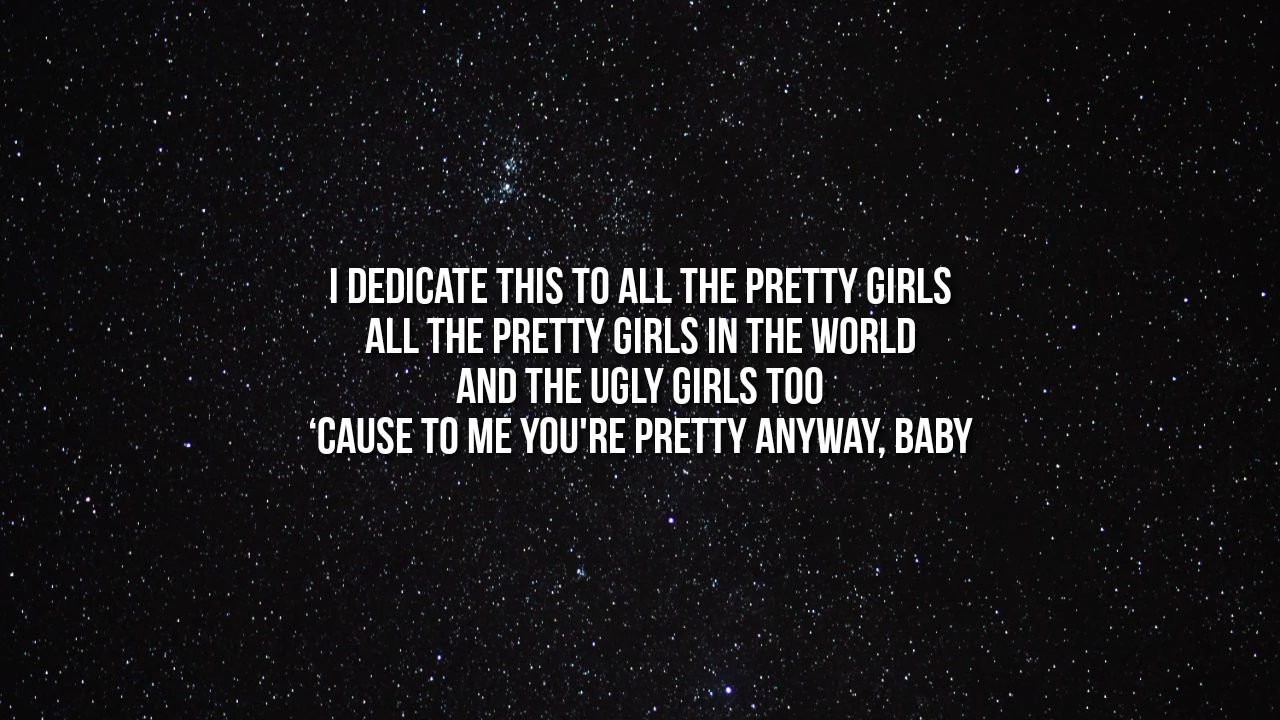 I DEDICATE THIS TO ALL THE PRETTY GIRLS
ALL THE PRETTY GIRLS IN THE WORLD
AND THE UGLY GIRLS TOO
‘CAUSE TO ME YOU'RE PRETTY ANYWAY, BABY